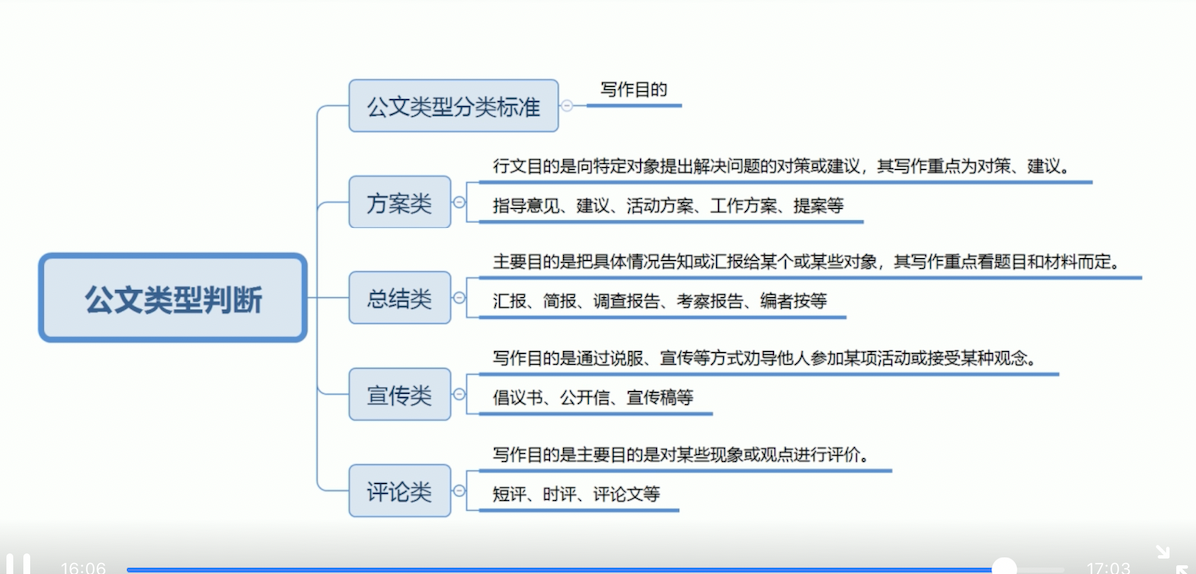 公文类型分类标准
写作目的
行文目的是向特定对象提出解决问题的对策或建议，其写作重点为对策、建议。
方案类
指导意见、建议、活动方案、工作方案、提案等
主要目的是把具体情况告知或汇报给某个或某些对象，其写作重点看题目和材料而定。
公文类型判断
总结类
汇报、简报、调查报告、考察报告、编者按等
写作目的是通过说服、宣传等方式劝导他人参加某项活动或接受某种观念。
宣传类
倡议书、公开信、宣传稿等
写作目的是主要目的是对某些现象或观点进行评价。
评论类
短评、时评、评论文等
16:06
17:03